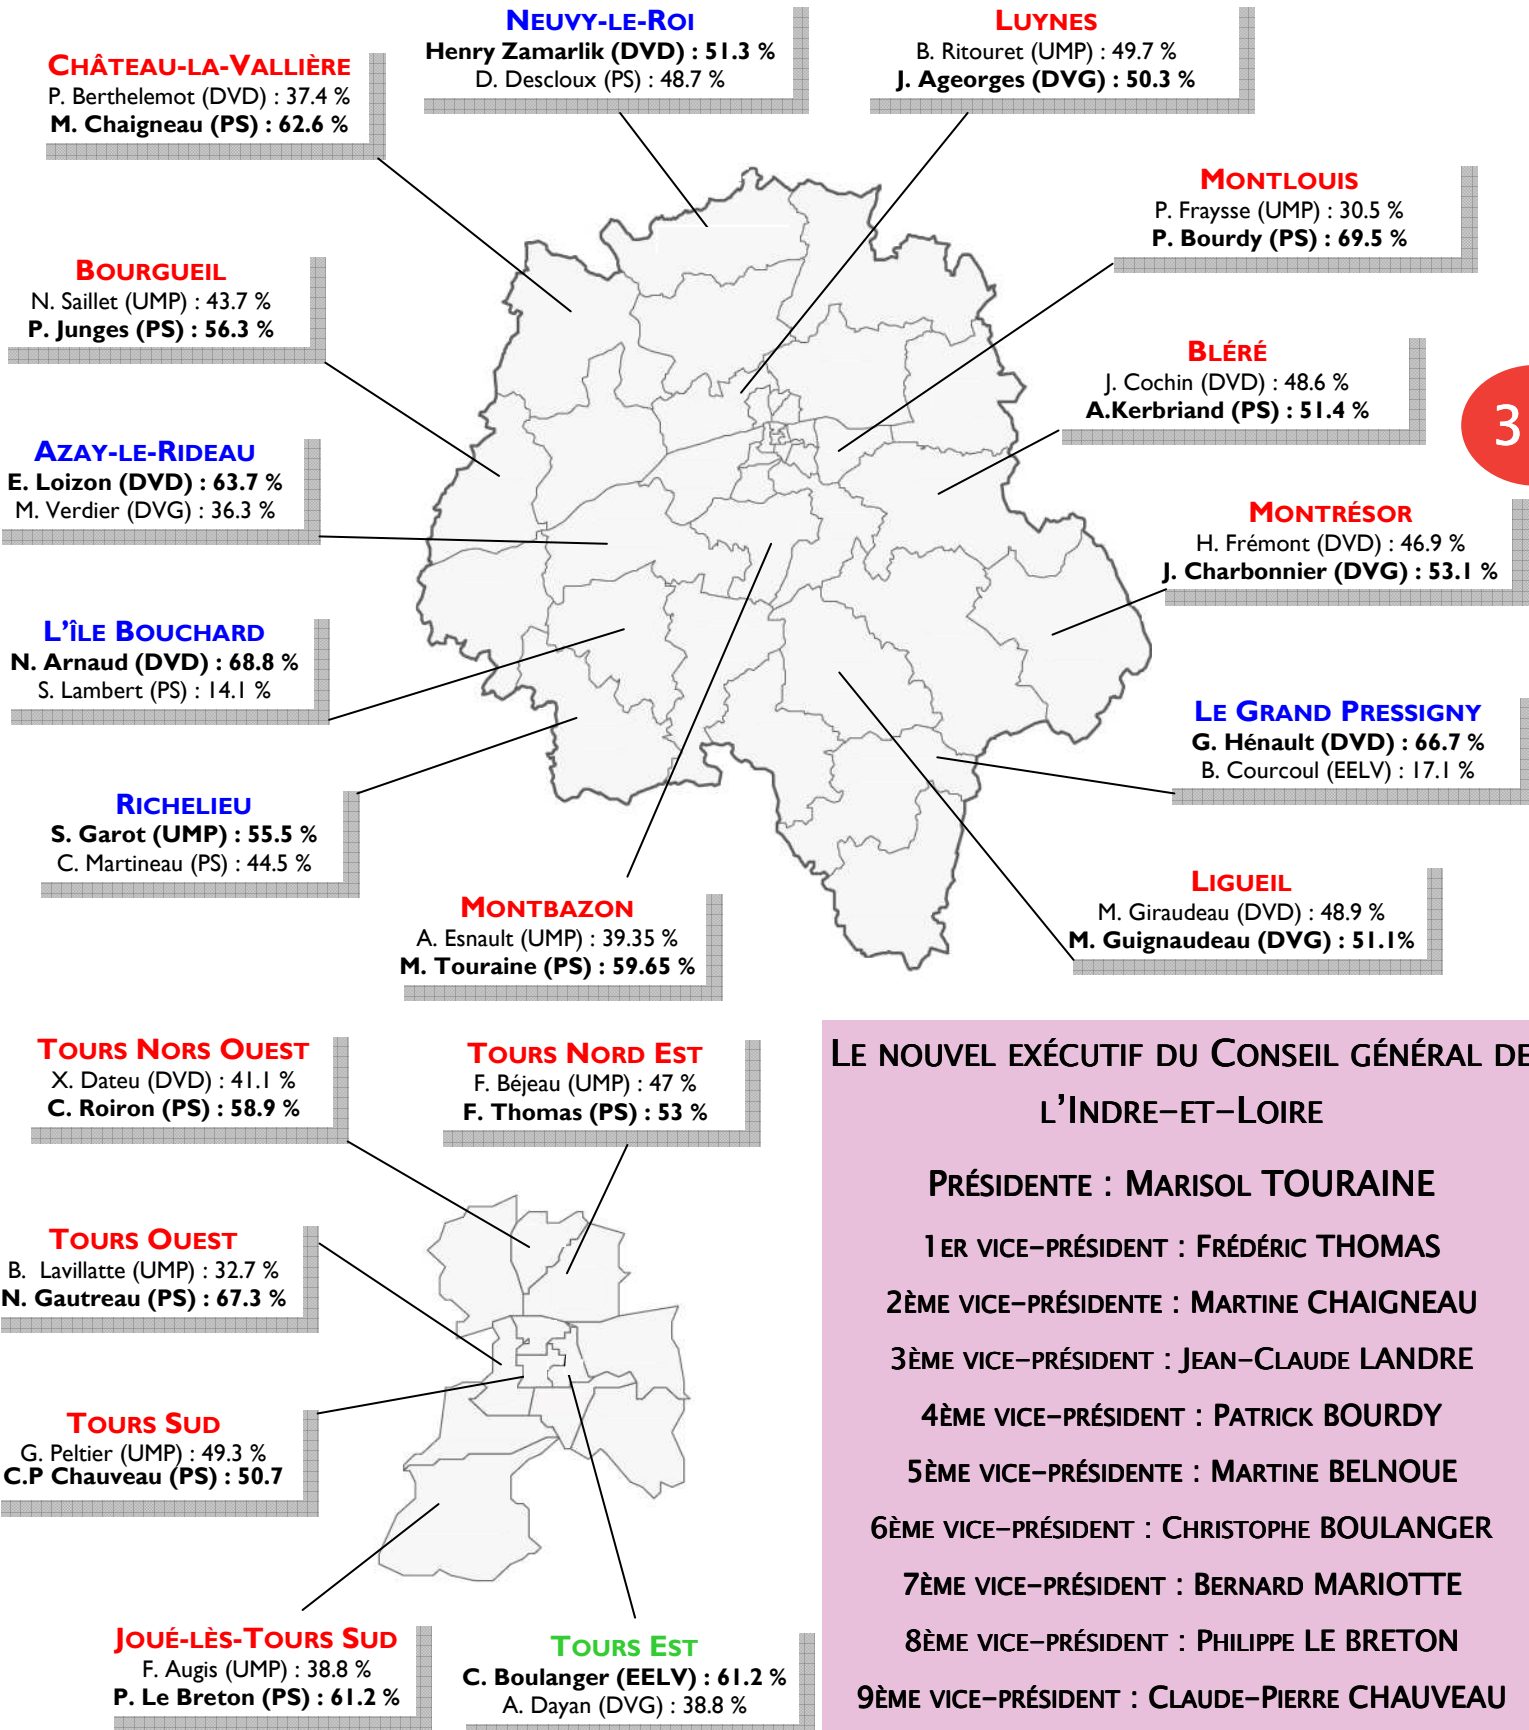 NEUVY-LE-ROI
Henry Zamarlik (DVD) : 51.3 %
D. Descloux (PS) : 48.7 %
LUYNES
B. Ritouret (UMP) : 49.7 %
J. Ageorges (DVG) : 50.3 %
CHÂTEAU-LA-VALLIÈRE
P. Berthelemot (DVD) : 37.4 %
M. Chaigneau (PS) : 62.6 %
MONTLOUIS
P. Fraysse (UMP) : 30.5 %
P. Bourdy (PS) : 69.5 %
BOURGUEIL
N. Saillet (UMP) : 43.7 %
P. Junges (PS) : 56.3 %
BLÉRÉ
J. Cochin (DVD) : 48.6 %
A.Kerbriand (PS) : 51.4 %
3
AZAY-LE-RIDEAU
E. Loizon (DVD) : 63.7 %
M. Verdier (DVG) : 36.3 %
MONTRÉSOR
H. Frémont (DVD) : 46.9 %
J. Charbonnier (DVG) : 53.1 %
L'ÎLE BOUCHARD
N. Arnaud (DVD) : 68.8 %
S. Lambert (PS) : 14.1 %
LE GRAND PRESSIGNY
G. Hénault (DVD) : 66.7 %
B. Courcoul (EELV) : 17.1 %
RICHELIEU
S. Garot (UMP) : 55.5 %
C. Martineau (PS) : 44.5 %
MONTBAZON
A. Esnault (UMP) : 39.35 %
M. Touraine (PS) : 59.65 %
LIGUEIL
M. Giraudeau (DVD) : 48.9 %
M. Guignaudeau (DVG) : 51.1%
TOURS NORS OUEST
X. Dateu (DVD) : 41.1 %
C. Roiron (PS) : 58.9 %
TOURS NORD EST
F. Béjeau (UMP) : 47 %
F. Thomas (PS) : 53 %
TOURS OUEST
B. Lavillatte (UMP) : 32.7 %
N. Gautreau (PS) : 67.3 %
TOURS SUD
G. Peltier (UMP) : 49.3 %
C.P Chauveau (PS) : 50.7
JOUÉ-LÈS-TOURS SUD
F. Augis (UMP) : 38.8 %
P. Le Breton (PS) : 61.2 %
TOURS EST
C. Boulanger (EELV) : 61.2 %
A. Dayan (DVG) : 38.8 %
LE NOUVEL EXÉCUTIF DU CONSEIL GÉNÉRAL DE
L'INDRE-ET-LOIRE
PRÉSIDENTE : MARISOL TOURAINE
1ER VICE-PRÉSIDENT : FRÉDÉRIC THOMAS
2ÈME VICE-PRÉSIDENTE : MARTINE CHAIGNEAU
3ÈME VICE-PRÉSIDENT : JEAN-CLAUDE LANDRE
4ÈME VICE-PRÉSIDENT : PATRICK BOURDY
5ÈME VICE-PRÉSIDENTE : MARTINE BELNOUE
6ÈME VICE-PRÉSIDENT : CHRISTOPHE BOULANGER
7ÈME VICE-PRÉSIDENT : BERNARD MARIOTTE
8ÈME VICE-PRÉSIDENT : PHILIPPE LE BRETON
9ÈME VICE-PRÉSIDENT : CLAUDE-PIERRE CHAUVEAU